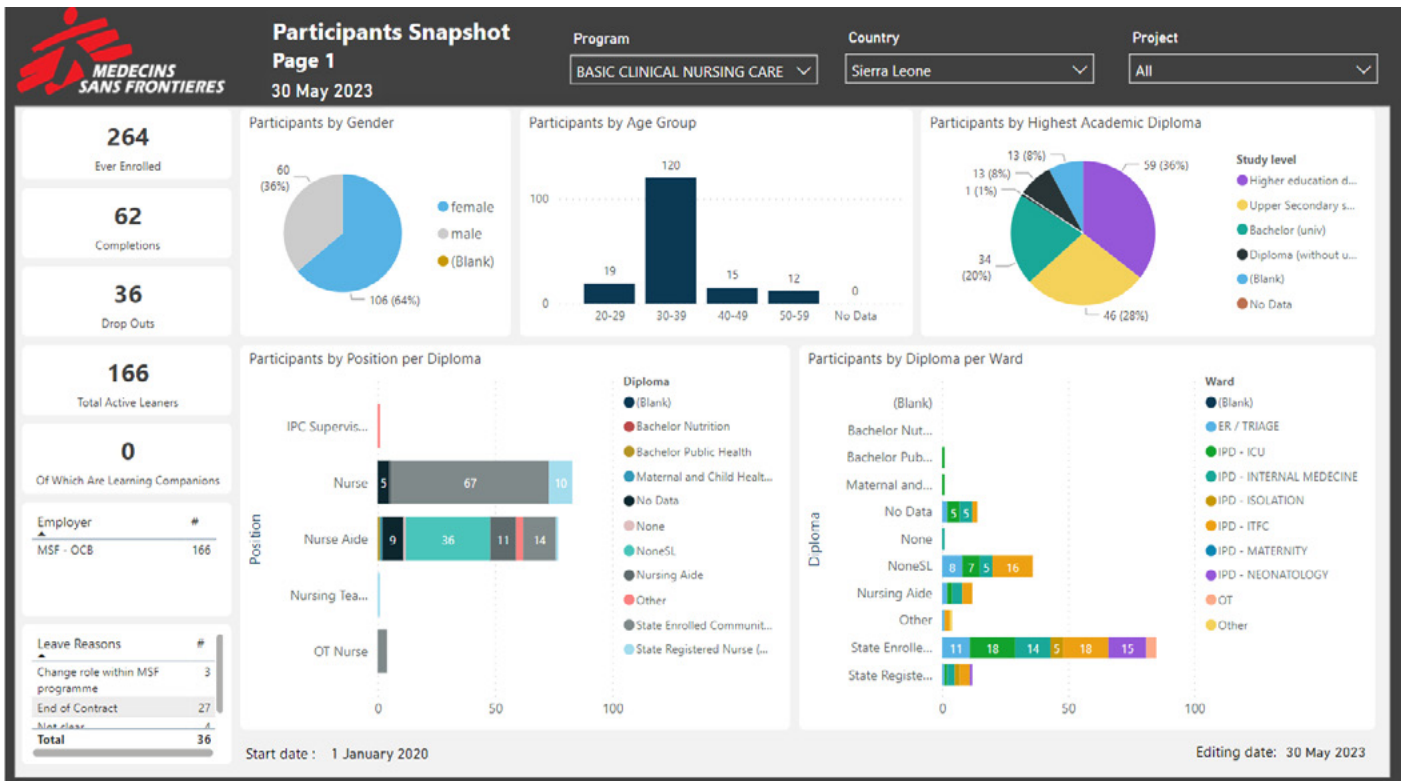 MEDECINS
SANS FRONTIERES
Participants Snapshot
Page 1
30 May 2023
Program
BASIC CLINICAL NURSING CARE
Country
Sierra Leone
Project
All
264
Ever Enrolled
62
Completions
36
Drop Outs
166
Total Active Leaners
0
Of Which Are Learning Companions
Employer #
MSF - OCB 166
Leave Reasons #
Change role within MSF 3
programme
End of Contract 27
Not clear 4
Total 36
Participants by Gender
60
(36%)
106 (64%)
female
male
(Blank)
Participants by Age Group
100
0
19
120
15
12
0
20-29 30-39 40-49 50-59 No Data
Participants by Highest Academic Diploma
13 (8%)
13 (8%)
1 (1%)
34
(20%)
59 (36%)
46 (28%)
Study level
Higher education d...
Upper Secondary s...
Bachelor (univ)
Diploma (without u...
(Blank)
No Data
Participants by Position per Diploma
Position
IPC Supervis...
Nurse 5 67 10
Nurse Aide 9 36 11 14
Nursing Tea...
OT Nurse
0 50 100
Diploma
(Blank)
Bachelor Nutrition
Bachelor Public Health
Maternal and Child Healt...
No Data
None
NoneSL
Nursing Aide
Other
State Enrolled Communit...
State Registered Nurse (...
Participants by Diploma per Ward
Diploma
(Blank)
Bachelor Nut...
Bachelor Pub...
Maternal and...
No Data 5 5
None
NoneSL 8 7 5 16
Nursing Aide
Other
State Enrolle... 11 18 14 5 18 15
State Registe...
0 50 100
Ward
(Blank)
ER / TRIAGE
IPD - ICU
IPD - INTERNAL MEDECINE
IPD - ISOLATION
IPD - ITFC
IPD - MATERNITY
IPD - NEONATOLOGY
OT
Other
Start date : 1 January 2020
Editing date: 30 May 2023